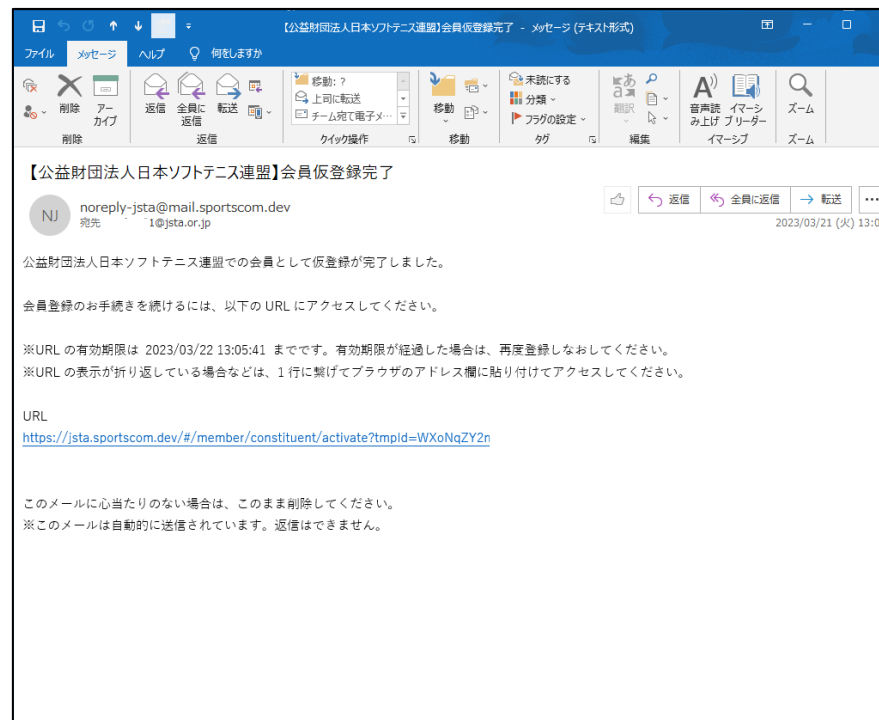 【公益財団法人日本ソフトテニス連盟】会員仮登録完了 - メッセージ (テキスト形式)
ファイル メッセージ ヘルプ 何をしますか
削除 アーカイブ 返信 全員に返信 転送
移動: ?
上司に転送
チーム宛て電子メ…
移動
未読にする
分類
フラグの設定
翻訳
音声読み上げ
イマーシブ リーダー
ズーム
削除 返信 クイック操作 移動 タグ 編集 イマーシブ ズーム
【公益財団法人日本ソフトテニス連盟】会員仮登録完了
NJ
noreply-jsta@mail.sportscom.dev
宛先 1@jsta.or.jp
返信 全員に返信 転送 …
2023/03/21 (火) 13:0
公益財団法人日本ソフトテニス連盟での会員として仮登録が完了しました。
会員登録のお手続きを続けるには、以下の URL にアクセスしてください。
※URL の有効期限は 2023/03/22 13:05:41 までです。有効期限が経過した場合は、再度登録しなおしてください。
※URL の表示が折り返している場合などは、1 行に繋げてブラウザのアドレス欄に貼り付けてアクセスしてください。
URL
https://jsta.sportscom.dev/#/member/constituent/activate?tmpId=WXoNqZY2n
このメールに心当たりのない場合は、このまま削除してください。
※このメールは自動的に送信されています。返信はできません。